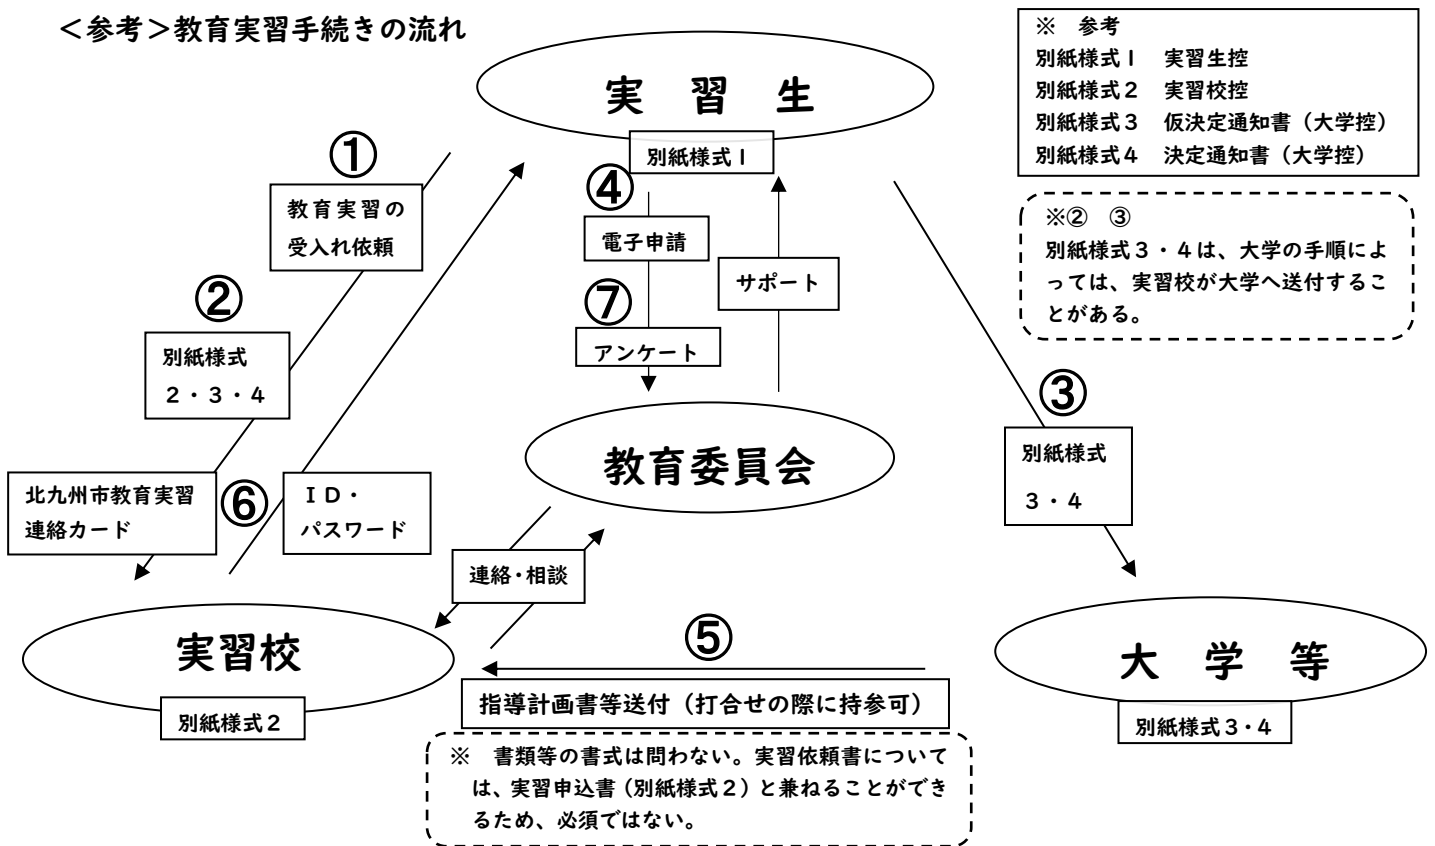 ＜参考＞教育実習手続きの流れ
実　習　生
別紙様式１
※　参考
別紙様式１　実習生控
別紙様式２　実習校控
別紙様式３　仮決定通知書（大学控）
別紙様式４　決定通知書（大学控）
※②　③
別紙様式３・４は、大学の手順によ
っては、実習校が大学へ送付するこ
とがある。
①
教育実習の
受入れ依頼
②
別紙様式
２・３・４
北九州市教育実習
連絡カード
⑥
ＩＤ・
パスワード
④
電子申請
⑦
アンケート
サポート
③
別紙様式
３・４
教育委員会
連絡・相談
実習校
別紙様式２
⑤
指導計画書等送付（打合せの際に持参可）
※　書類等の書式は問わない。実習依頼書について
は、実習申込書（別紙様式２）と兼ねることができ
るため、必須ではない。
大　学　等
別紙様式３・４